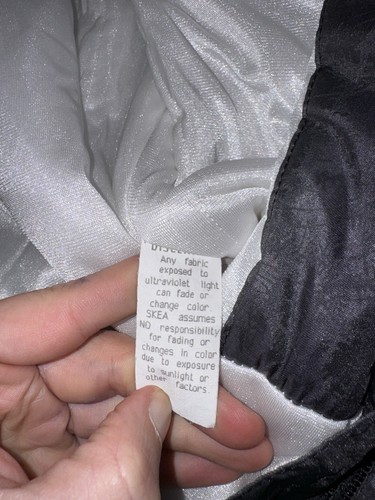 Any fabric
exposed to
ultraviolet light
can fade or
change color.
SKEA assumes
NO responsibility
for fading or
changes in color
due to exposure
to sunlight or
other factors.